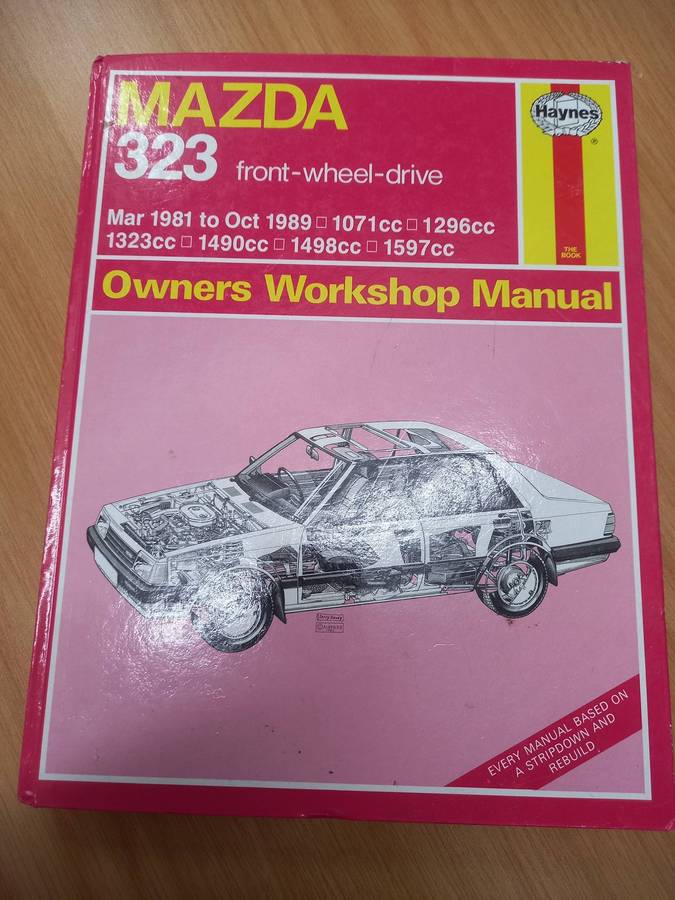 MAZDA
323 front-wheel-drive
Mar 1981 to Oct 1989 □ 1071cc □ 1296cc
1323cc □ 1490cc □ 1498cc □ 1597cc
Haynes
®
THE
BOOK
Owners Workshop Manual
EVERY MANUAL BASED ON
A STRIPDOWN AND
REBUILD